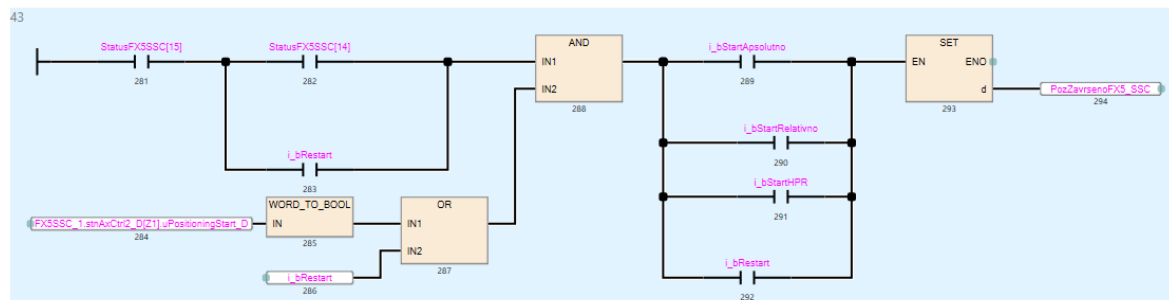 43
StatusFX5SSC[15]
281
StatusFX5SSC[14]
282
i_bRestart
283
FX5SSC_1.stnAxCtrl2_D[Z1].uPositioningStart_D
284
WORD_TO_BOOL
IN
285
i_bRestart
286
OR
IN1
IN2
287
AND
IN1
IN2
288
i_bStartApsolutno
289
i_bStartRelativno
290
i_bStartHPR
291
i_bRestart
292
SET
EN
ENO
d
293
PozZavrsenoFX5_SSC
294